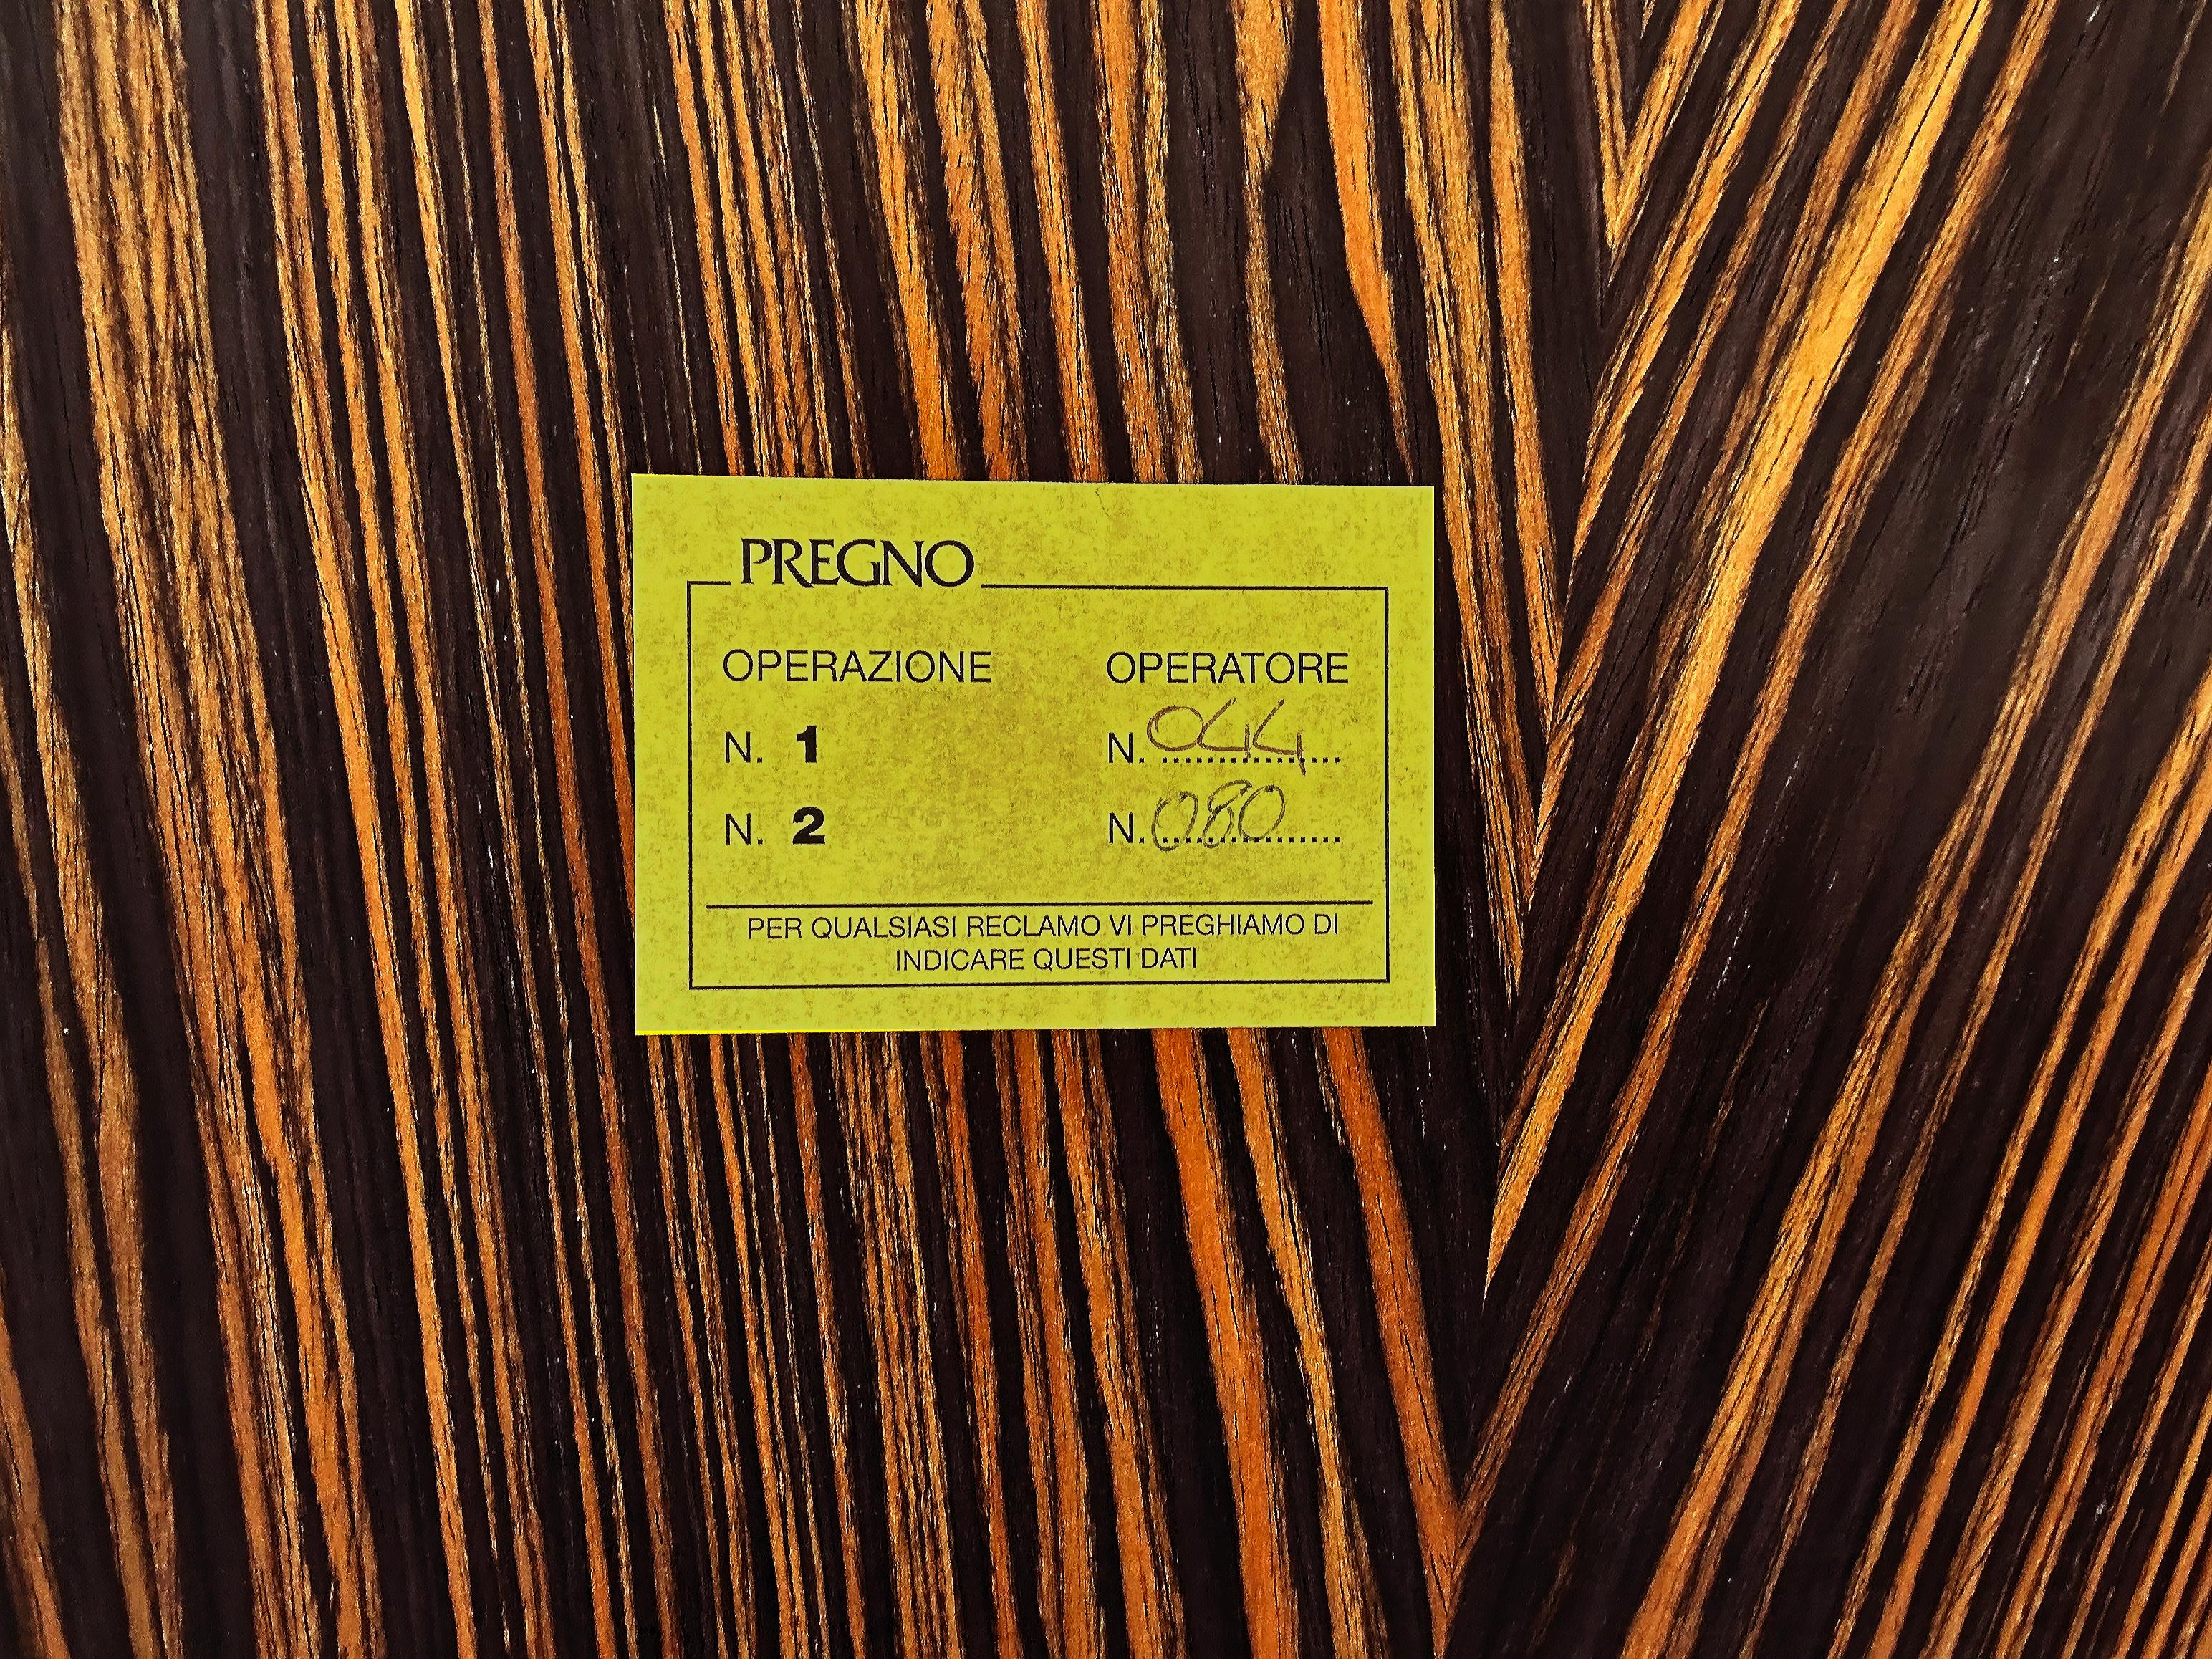 PREGNO
OPERAZIONE OPERATORE
N. 1 N. 044
N. 2 N. 080
PER QUALSIASI RECLAMO VI PREGHIAMO DI
INDICARE QUESTI DATI